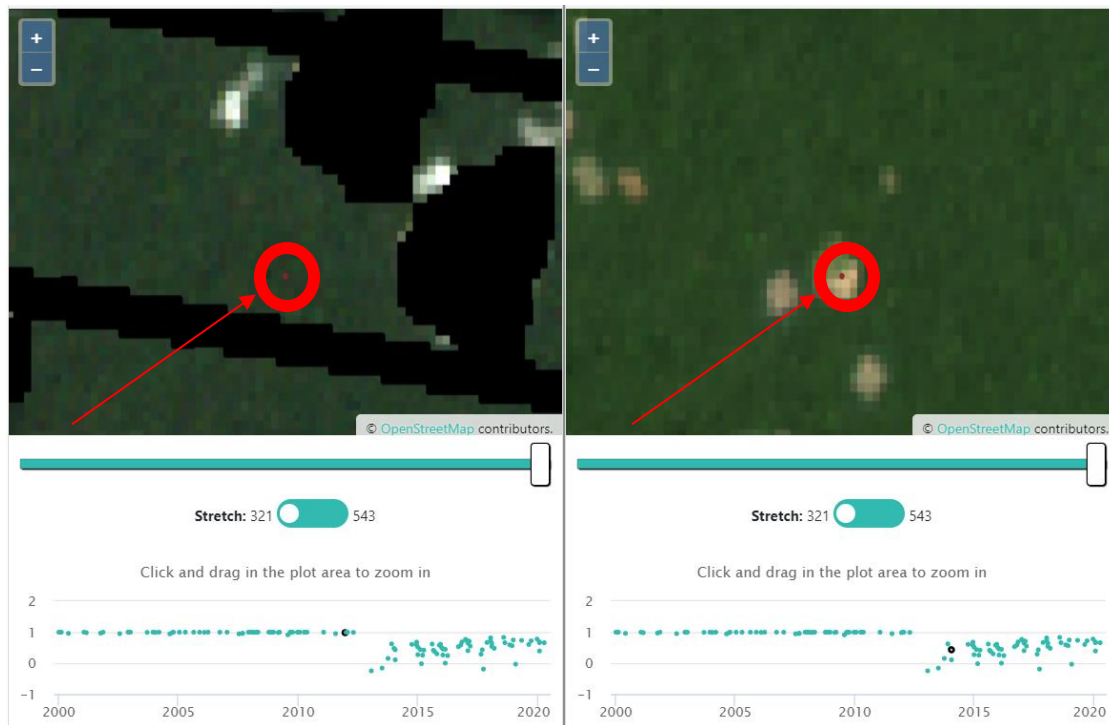 +
−
© OpenStreetMap contributors.
Stretch: 321 543
Click and drag in the plot area to zoom in
2
1
0
−1
2000 2005 2010 2015 2020
+
−
© OpenStreetMap contributors.
Stretch: 321 543
Click and drag in the plot area to zoom in
2
1
0
−1
2000 2005 2010 2015 2020